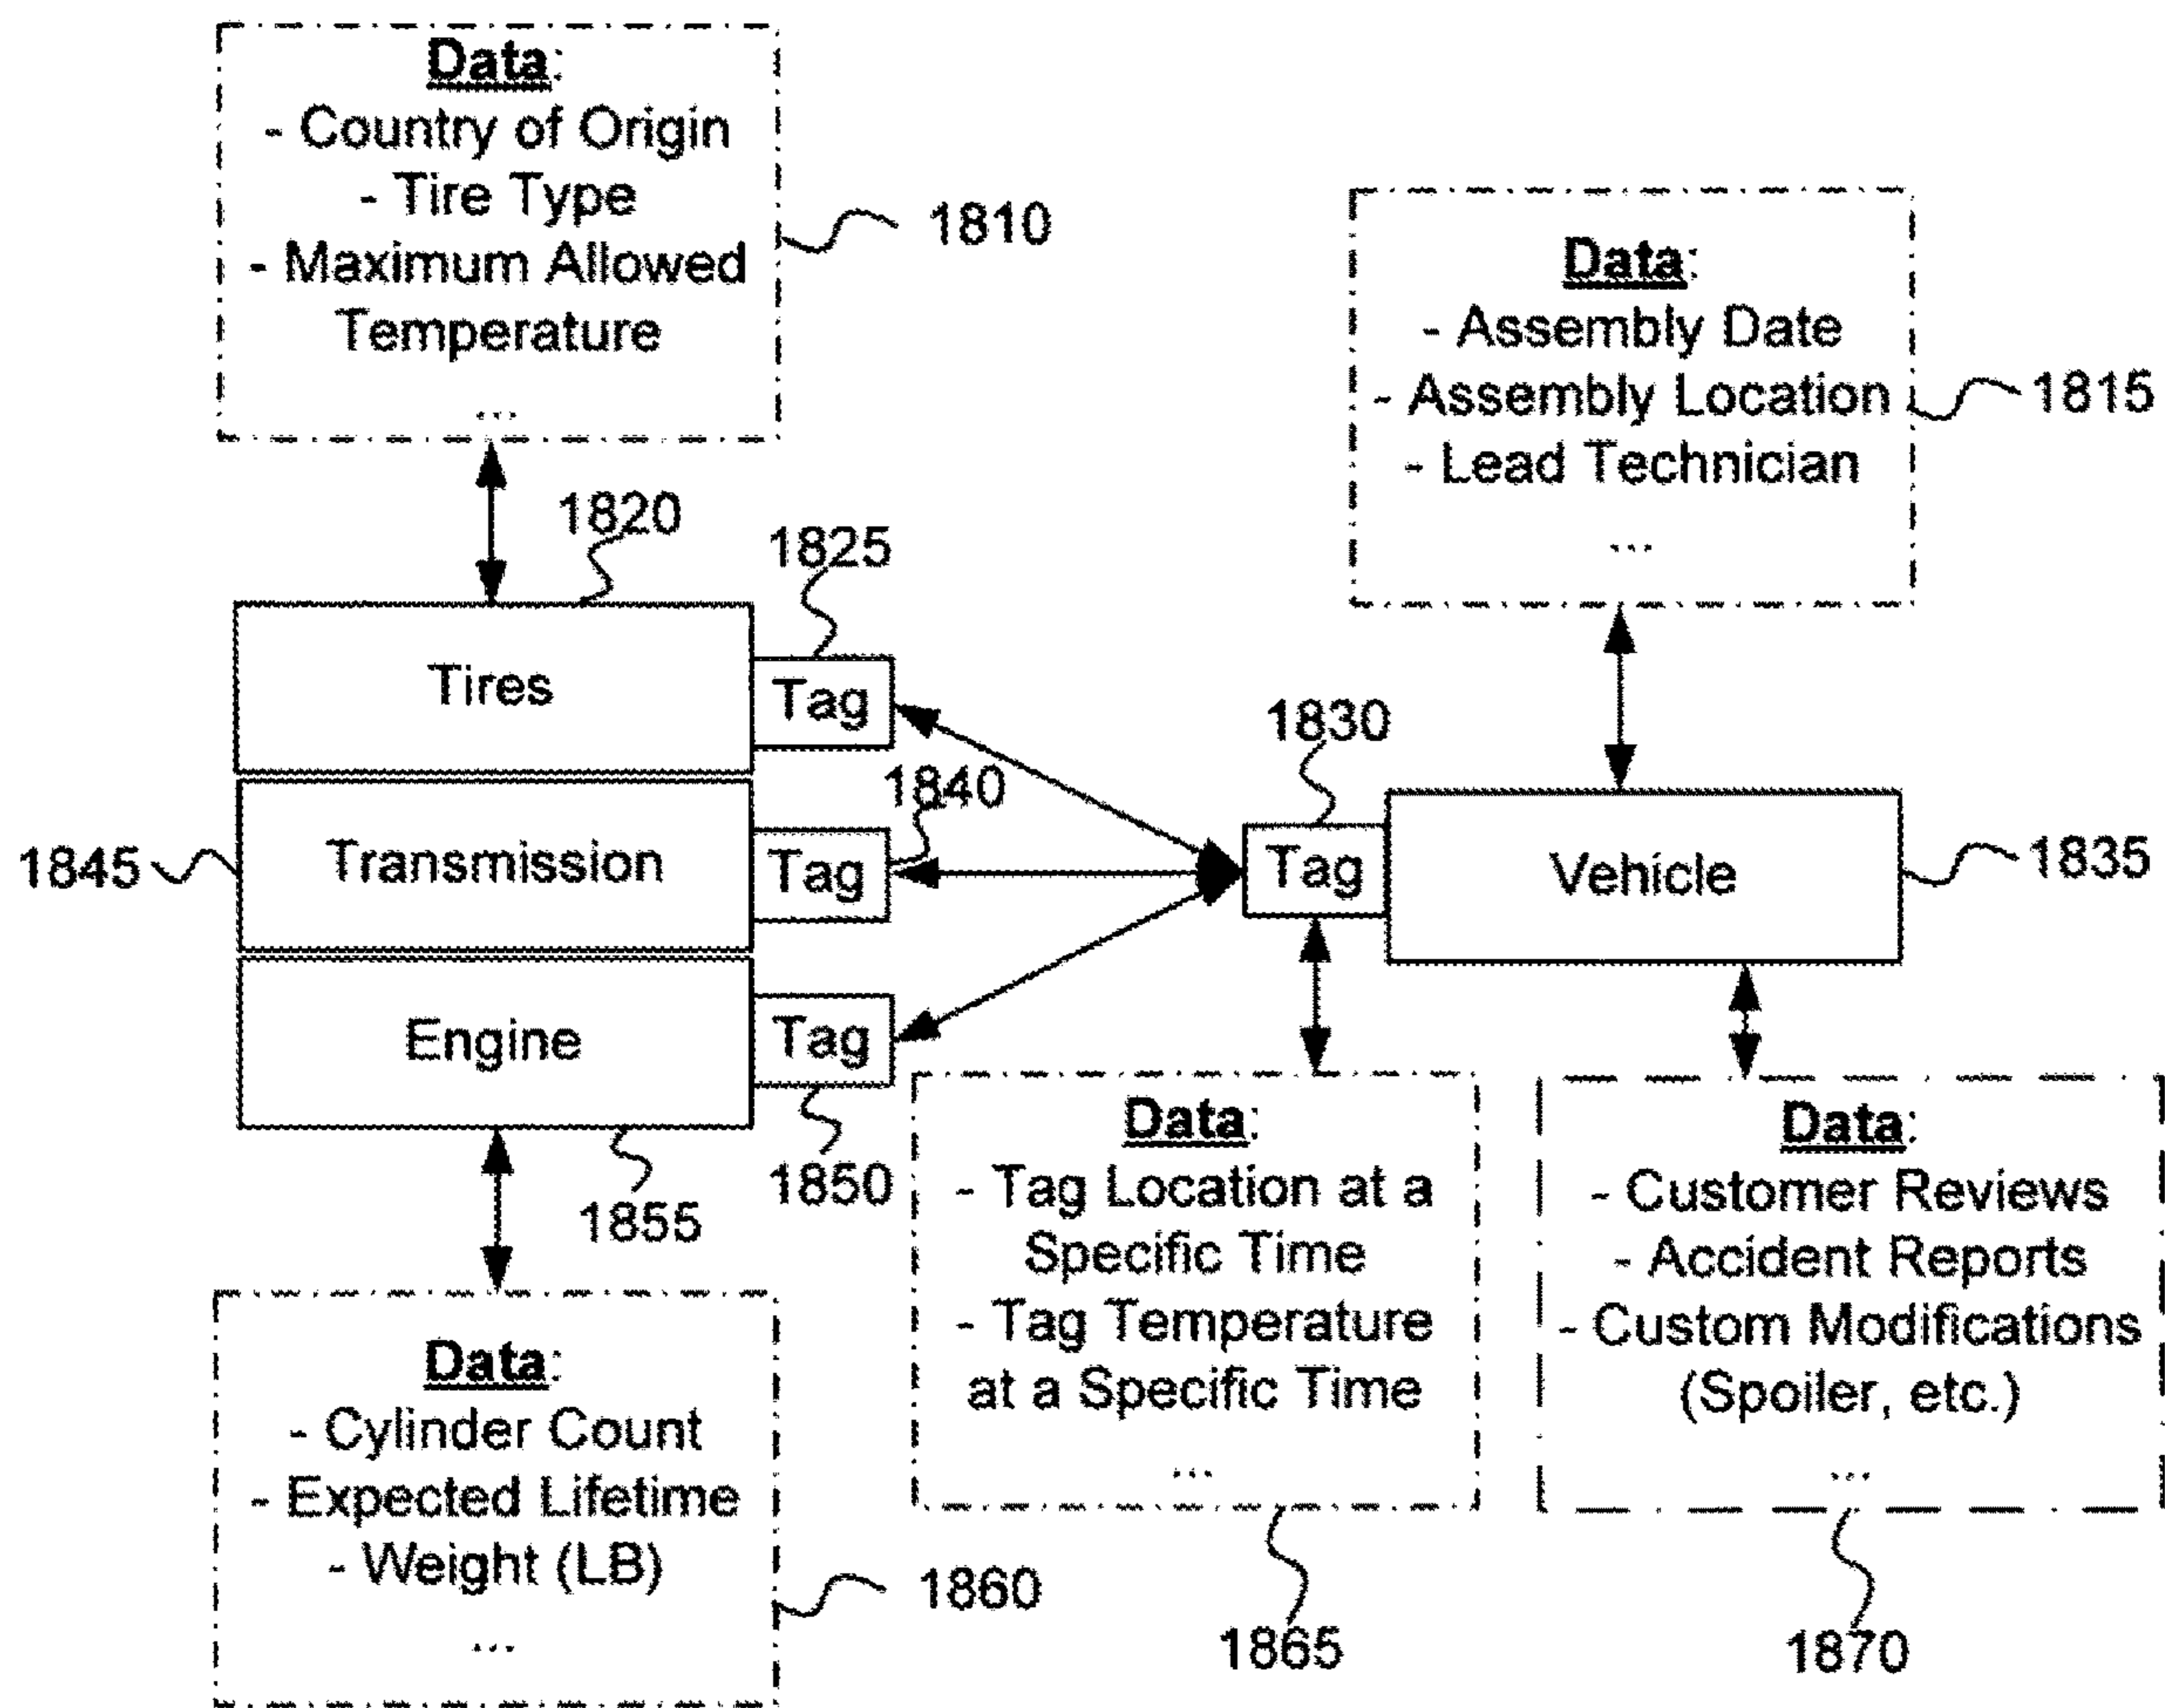 Data:
- Country of Origin
- Tire Type
- Maximum Allowed
Temperature
...
1810
Data:
- Assembly Date
- Assembly Location
- Lead Technician
...
1815
1820
1825
Tires
Tag
1830
1840
1845
Transmission
Tag
Tag
Vehicle
1835
Engine
Tag
1850
1855
Data:
- Cylinder Count
- Expected Lifetime
- Weight (LB)
...
1860
Data:
- Tag Location at a
Specific Time
- Tag Temperature
at a Specific Time
...
1865
Data:
- Customer Reviews
- Accident Reports
- Custom Modifications
(Spoiler, etc.)
...
1870